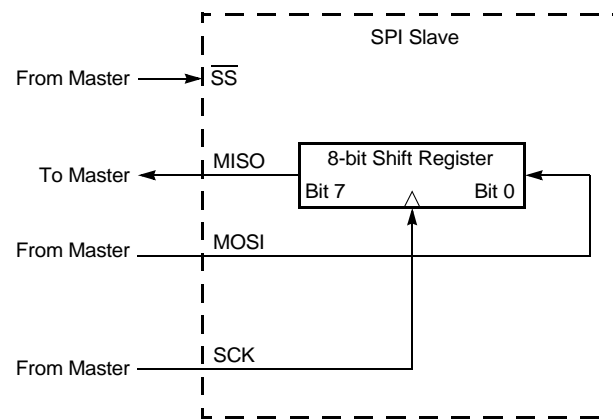 SPI Slave
From Master
S̅S̅
MISO
8-bit Shift Register
To Master
Bit 7
Bit 0
From Master
MOSI
From Master
SCK